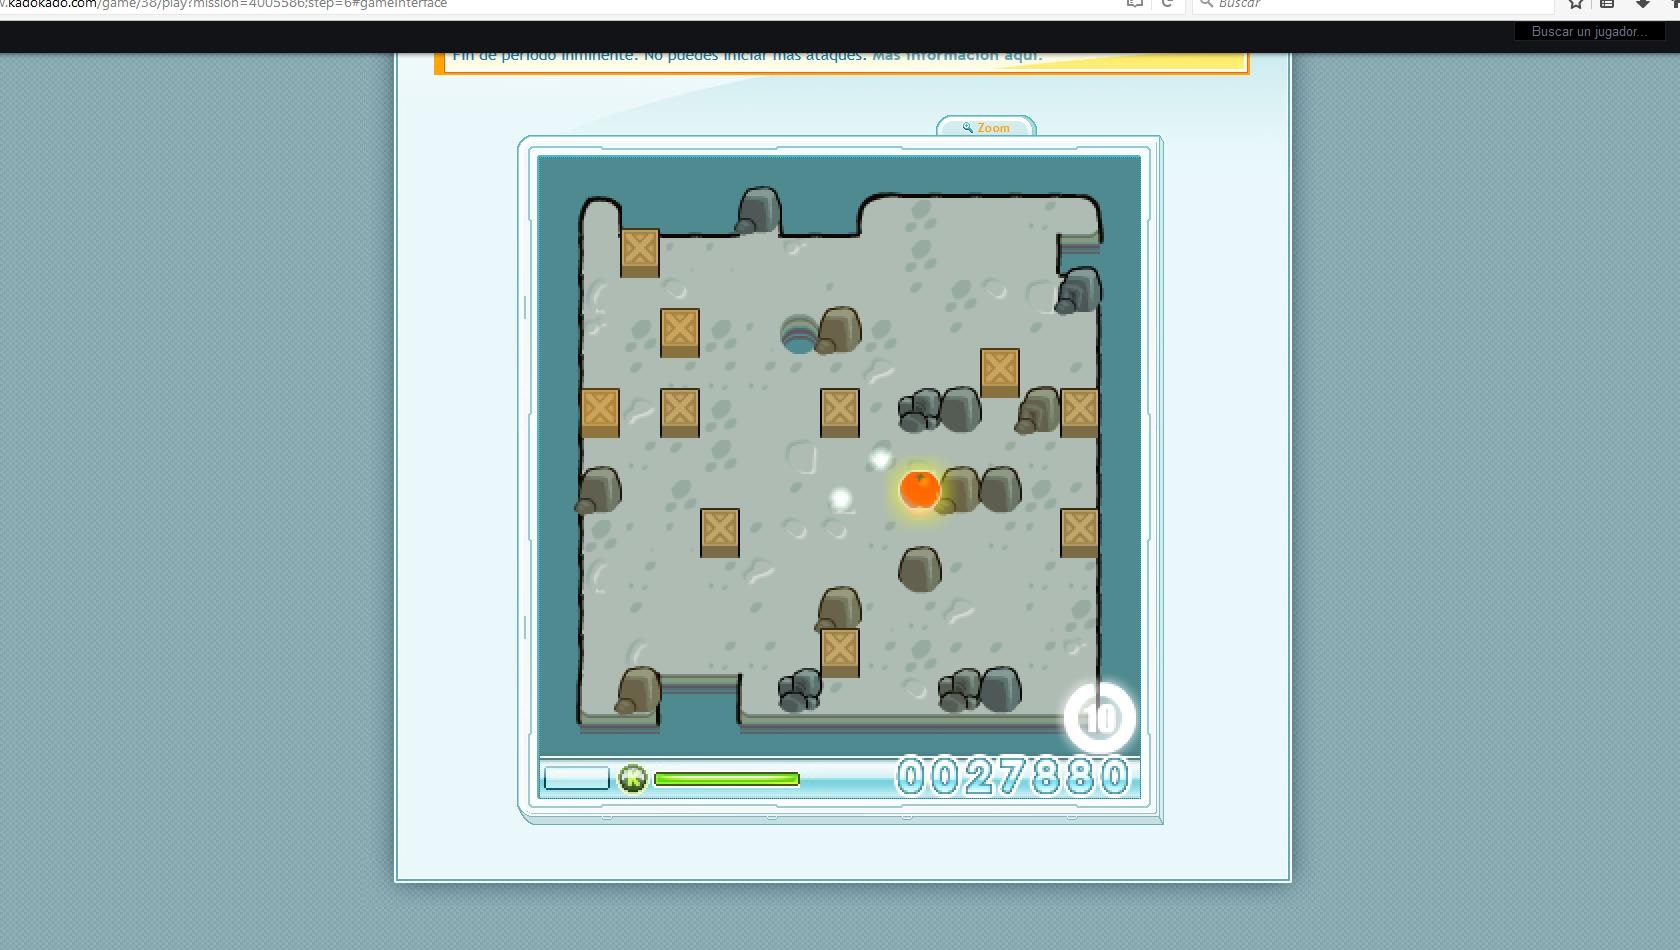 .kadokado.com/game/38/play?mission=4005586;step=6#gameInterface
Buscar
Buscar un jugador...
Fin de periodo inminente. No puedes iniciar más ataques. Más información aquí.
Zoom
10
K
0027880